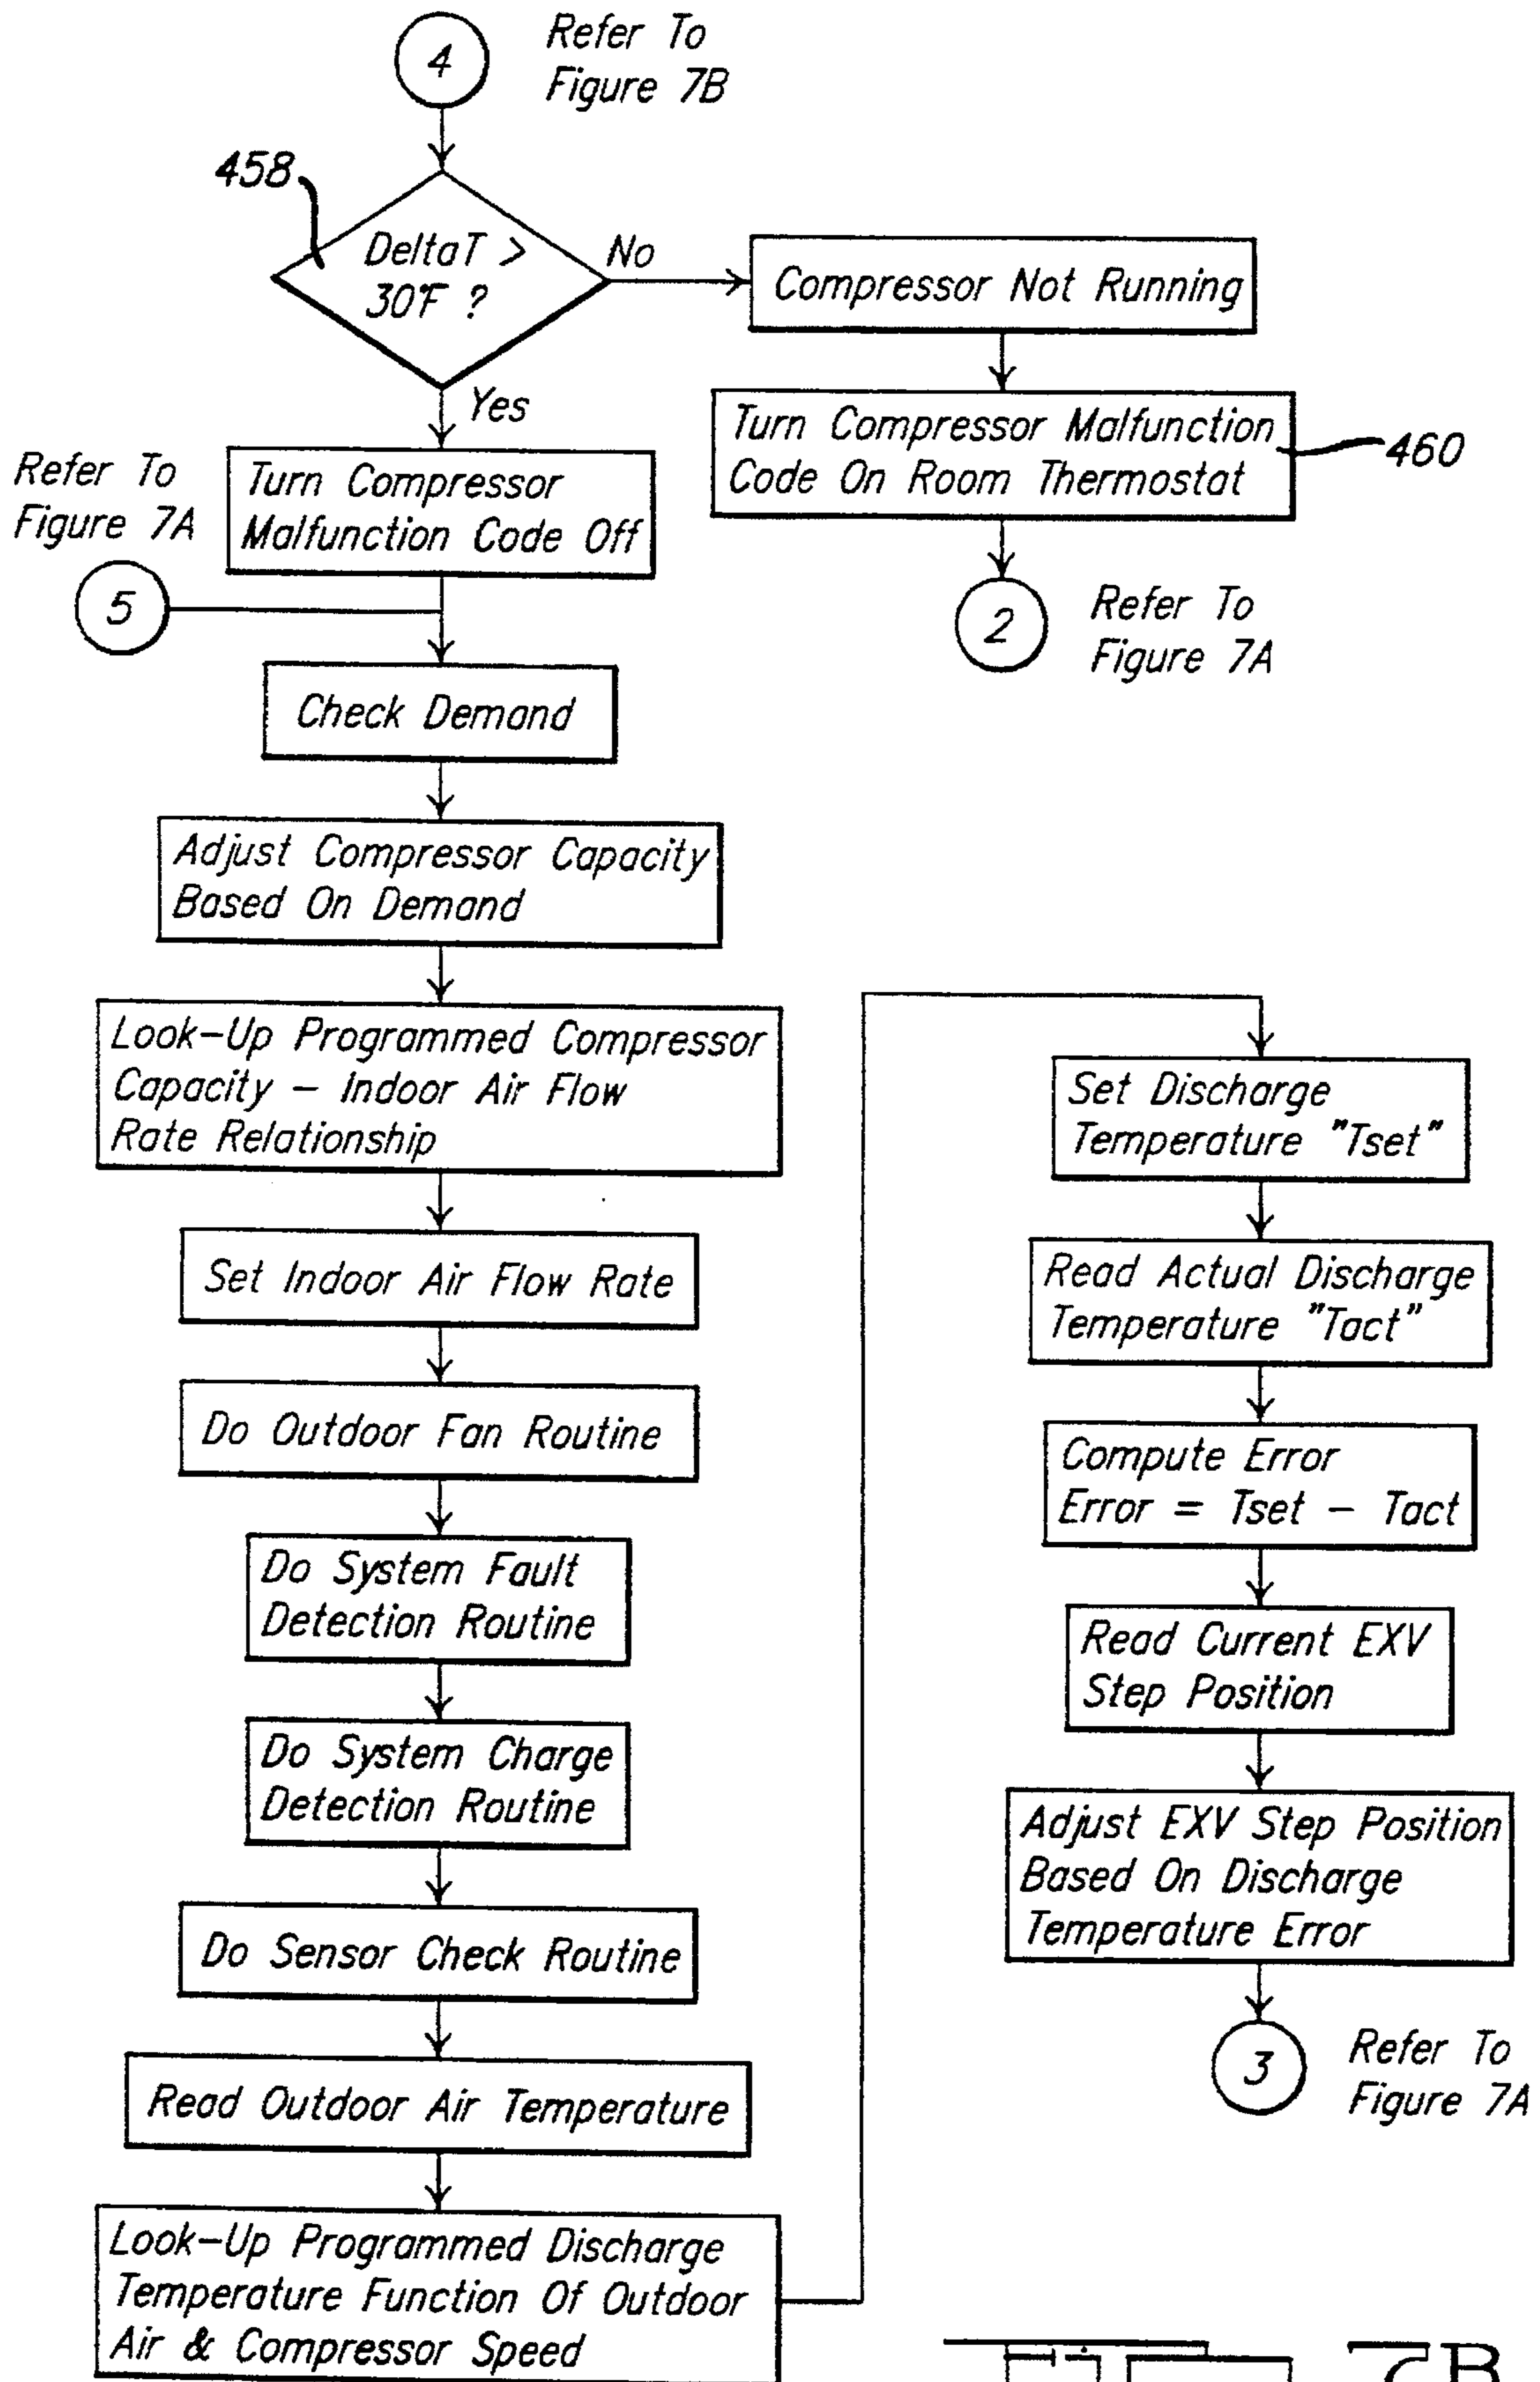 4
Refer To
Figure 7B
458
DeltaT >
30°F ?
No
Compressor Not Running
Yes
Turn Compressor Malfunction
Code On Room Thermostat
460
2
Refer To
Figure 7A
Refer To
Figure 7A
5
Turn Compressor
Malfunction Code Off
Check Demand
Adjust Compressor Capacity
Based On Demand
Look-Up Programmed Compressor
Capacity – Indoor Air Flow
Rate Relationship
Set Indoor Air Flow Rate
Do Outdoor Fan Routine
Do System Fault
Detection Routine
Do System Charge
Detection Routine
Do Sensor Check Routine
Read Outdoor Air Temperature
Look-Up Programmed Discharge
Temperature Function Of Outdoor
Air & Compressor Speed
Set Discharge
Temperature "Tset"
Read Actual Discharge
Temperature "Tact"
Compute Error
Error = Tset – Tact
Read Current EXV
Step Position
Adjust EXV Step Position
Based On Discharge
Temperature Error
3
Refer To
Figure 7A